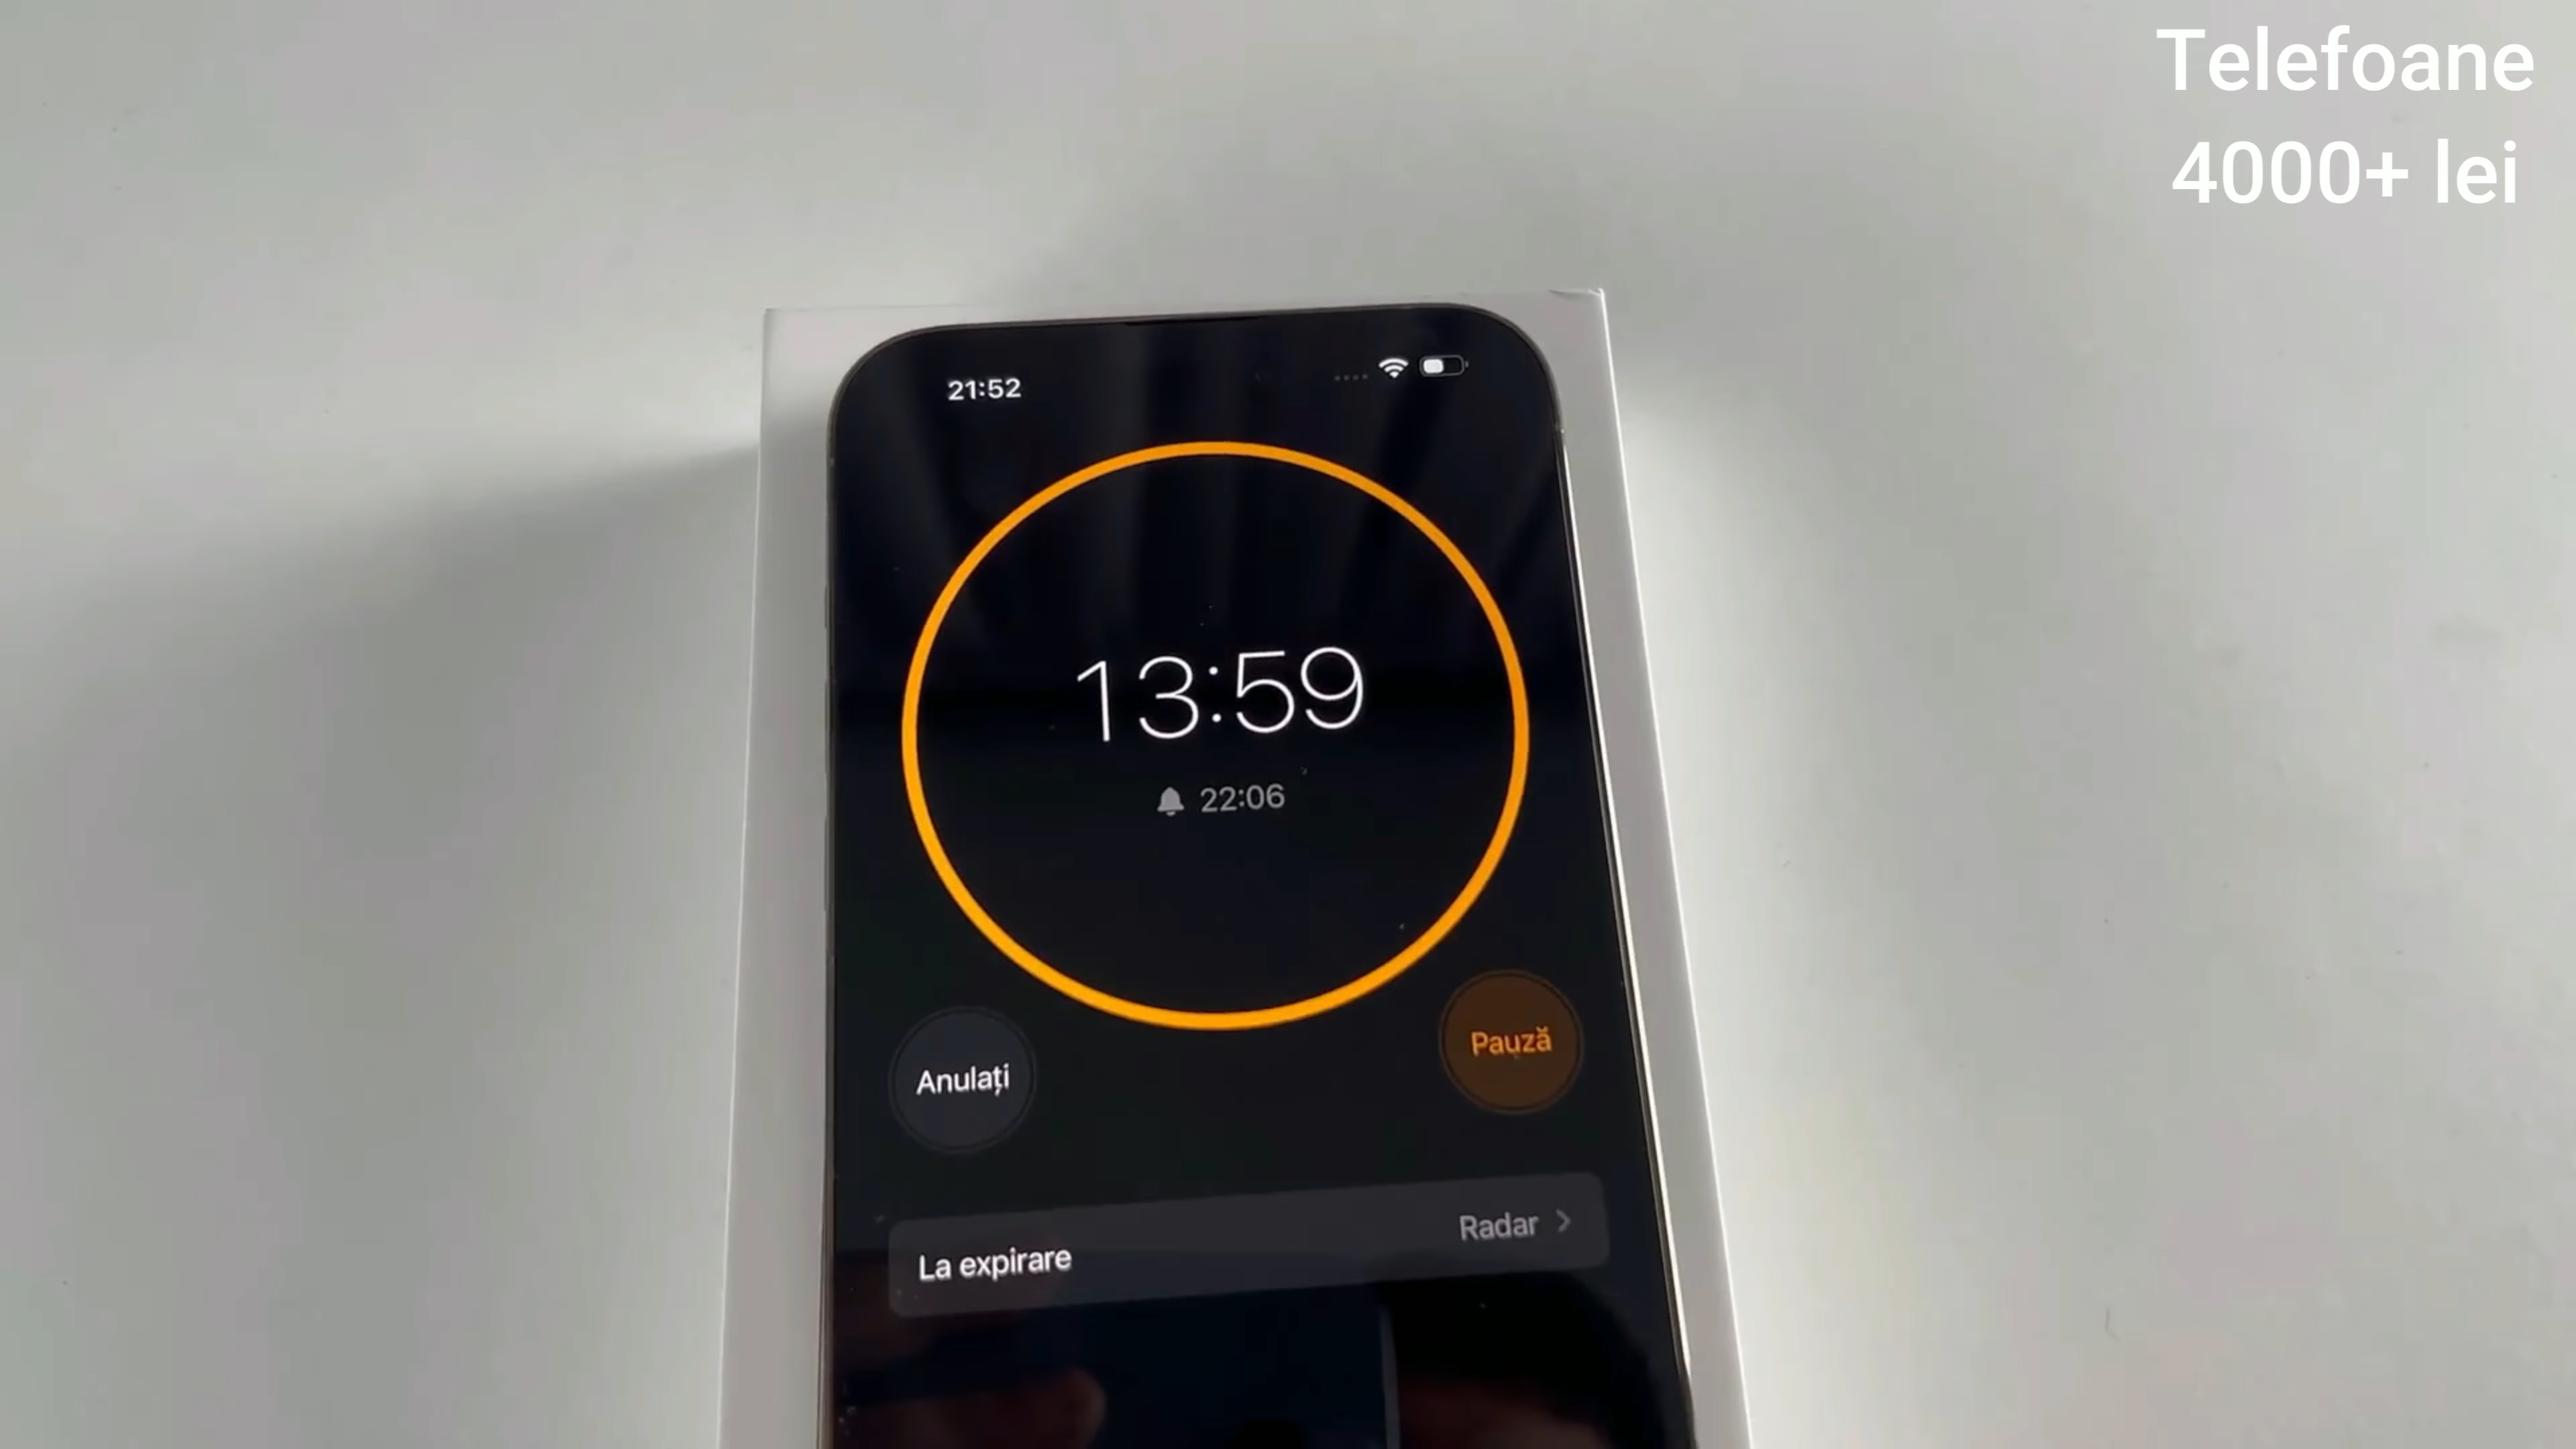 Telefoane
4000+ lei
21:52
13:59
22:06
Anulați
Pauză
La expirare
Radar